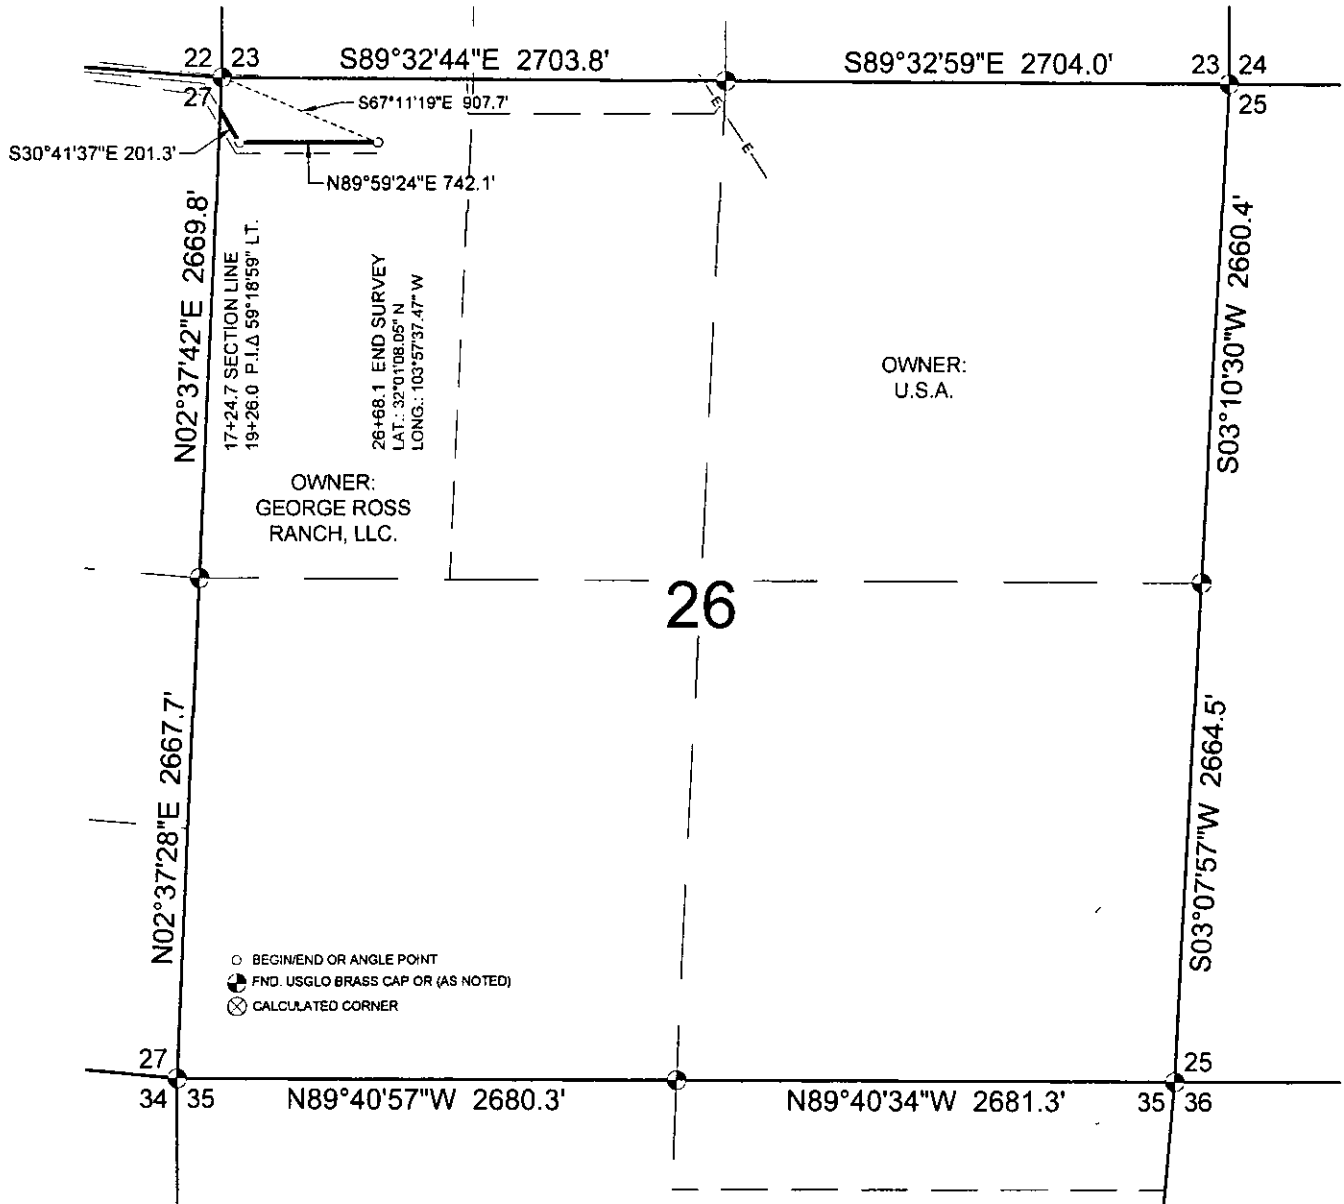 22 23
S89°32'44"E 2703.8'
S89°32'59"E 2704.0'
23 24
27
25
S67°11'19"E 907.7'
E
E
S30°41'37"E 201.3'
N89°59'24"E 742.1'
N02°37'42"E 2669.8'
17+24.7 SECTION LINE
19+26.0 P.I.Δ 59°18'59" LT.
26+68.1 END SURVEY
LAT.: 32°01'08.05" N
LONG.: 103°57'37.47" W
S03°10'30"W 2660.4'
OWNER:
U.S.A.
OWNER:
GEORGE ROSS
RANCH, LLC.
26
N02°37'28"E 2667.7'
S03°07'57"W 2664.5'
BEGIN/END OR ANGLE POINT
FND. USGLO BRASS CAP OR (AS NOTED)
CALCULATED CORNER
27
25
34 35
N89°40'57"W 2680.3'
N89°40'34"W 2681.3'
35 36